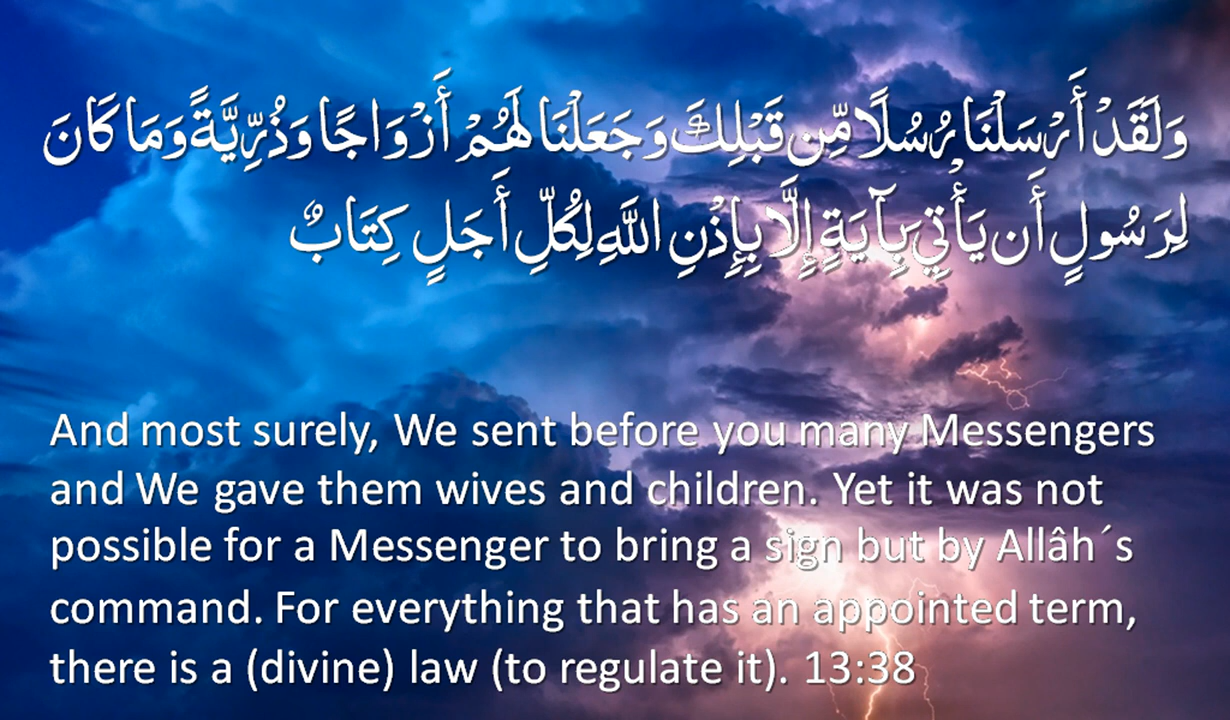 وَلَقَدْ أَرْسَلْنَا رُسُلًا مِّن قَبْلِكَ وَجَعَلْنَا لَهُمْ أَزْوَاجًا وَذُرِّيَّةً وَمَا كَانَ
لِرَسُولٍ أَن يَأْتِيَ بِآيَةٍ إِلَّا بِإِذْنِ اللَّهِ لِكُلِّ أَجَلٍ كِتَابٌ
And most surely, We sent before you many Messengers
and We gave them wives and children. Yet it was not
possible for a Messenger to bring a sign but by Allâh´s
command. For everything that has an appointed term,
there is a (divine) law (to regulate it). 13:38